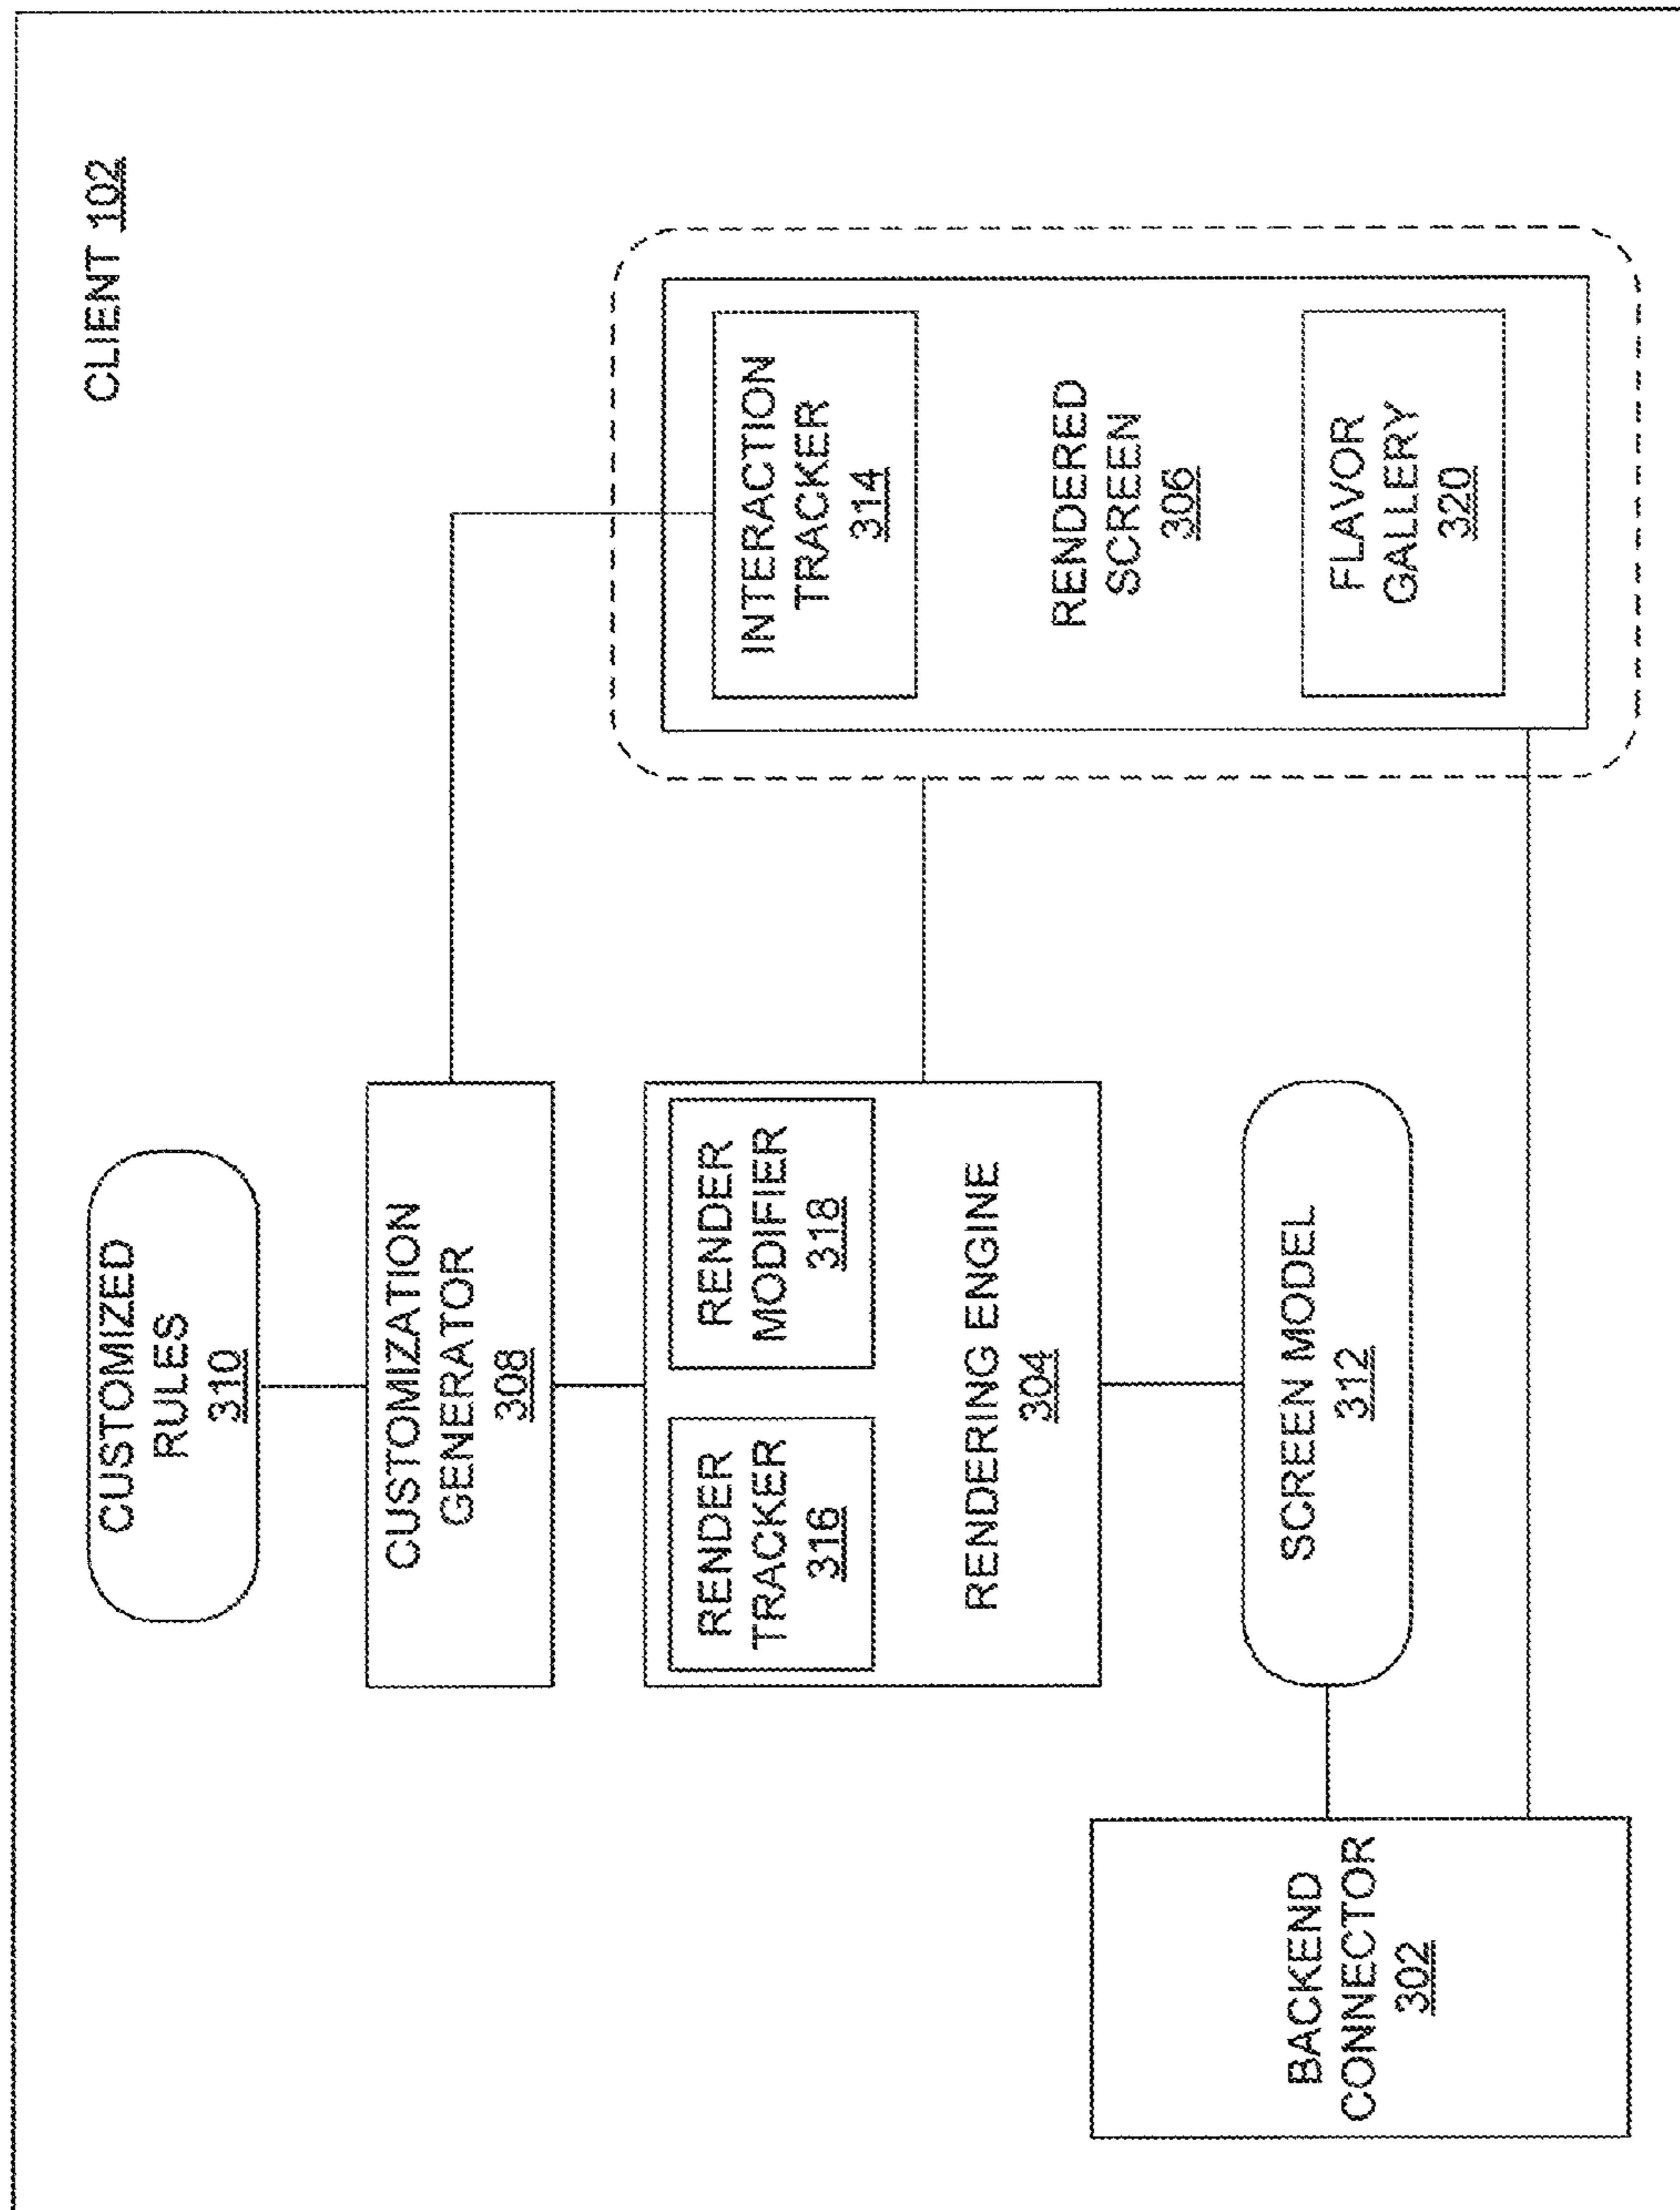 CLIENT 102
CUSTOMIZED
RULES
310
CUSTOMIZATION
GENERATOR
308
RENDER
TRACKER
316
RENDER
MODIFIER
318
RENDERING ENGINE
304
SCREEN MODEL
312
BACKEND
CONNECTOR
302
INTERACTION
TRACKER
314
RENDERED
SCREEN
306
FLAVOR
GALLERY
320